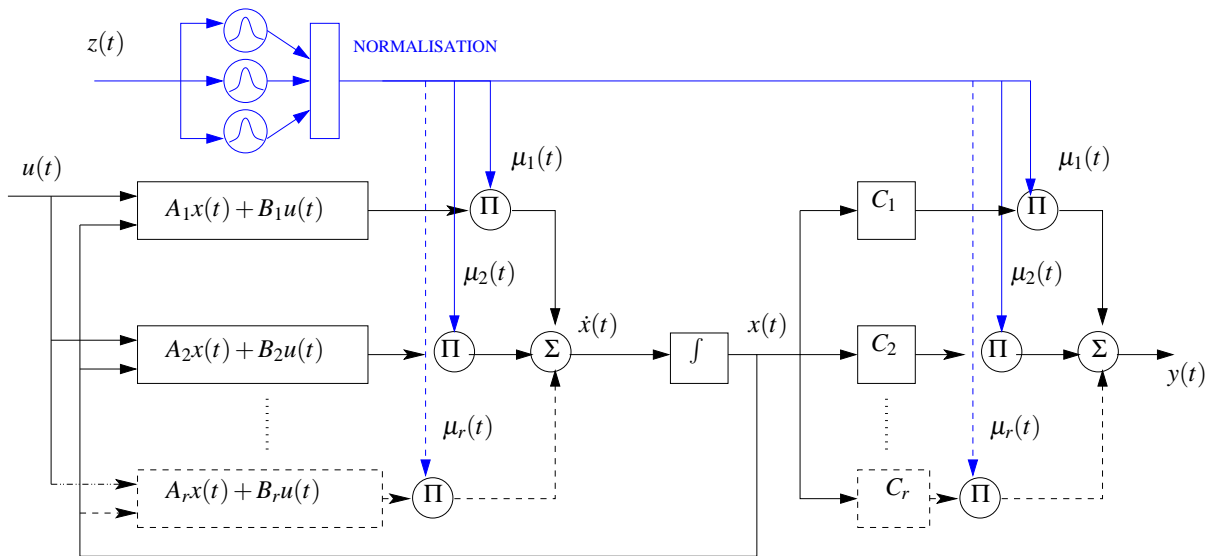 z(t)
NORMALISATION
u(t)
μ₁(t)
μ₁(t)
A₁x(t) + B₁u(t)
Π
C₁
Π
μ₂(t)
μ₂(t)
ẋ(t)
x(t)
A₂x(t) + B₂u(t)
Π
Σ
∫
C₂
Π
Σ
y(t)
μᵣ(t)
μᵣ(t)
Aᵣx(t) + Bᵣu(t)
Π
Cᵣ
Π